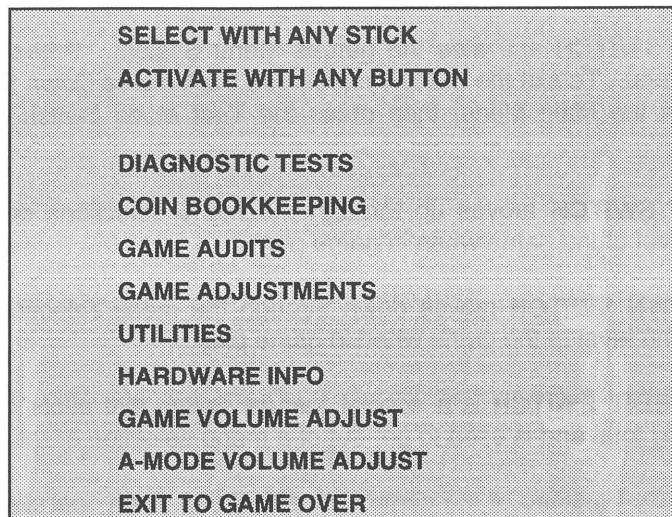 SELECT WITH ANY STICK
ACTIVATE WITH ANY BUTTON
DIAGNOSTIC TESTS
COIN BOOKKEEPING
GAME AUDITS
GAME ADJUSTMENTS
UTILITIES
HARDWARE INFO
GAME VOLUME ADJUST
A-MODE VOLUME ADJUST
EXIT TO GAME OVER